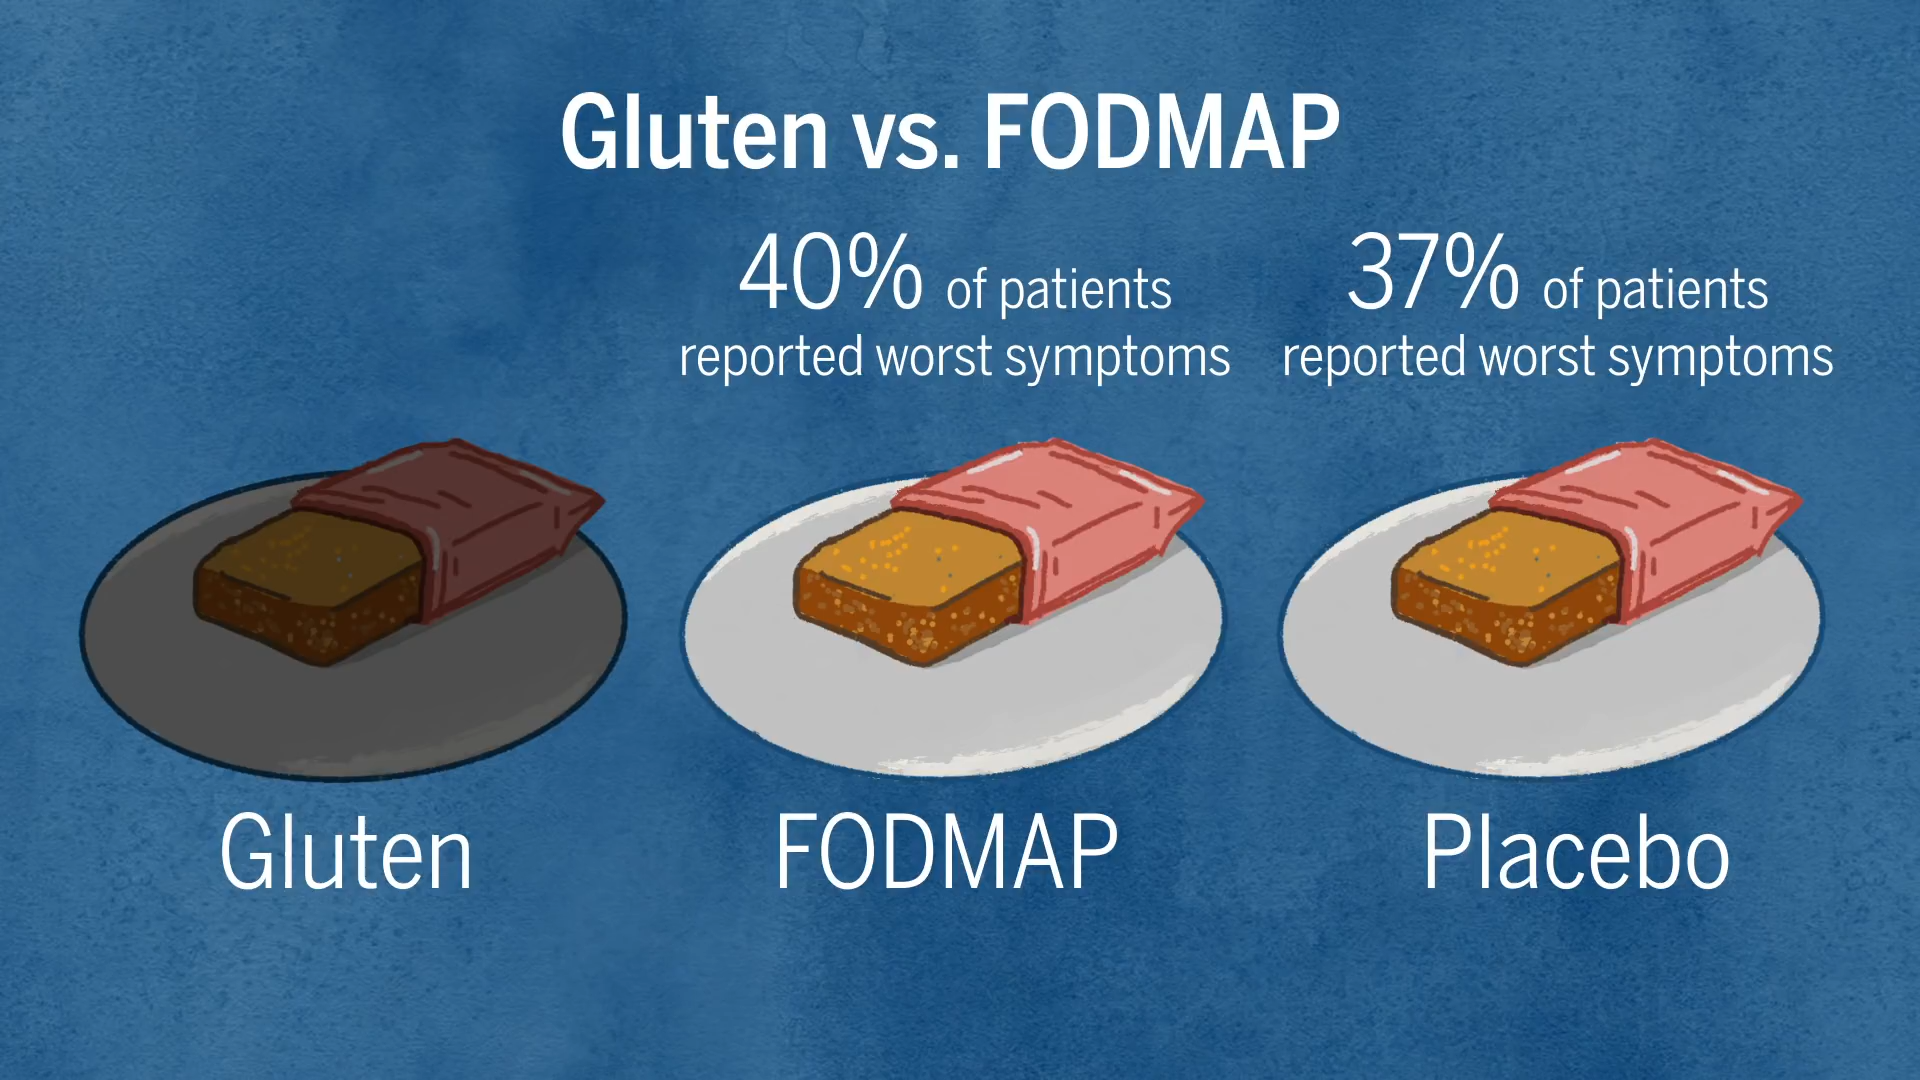 Gluten vs. FODMAP
40% of patients
reported worst symptoms
37% of patients
reported worst symptoms
Gluten
FODMAP
Placebo